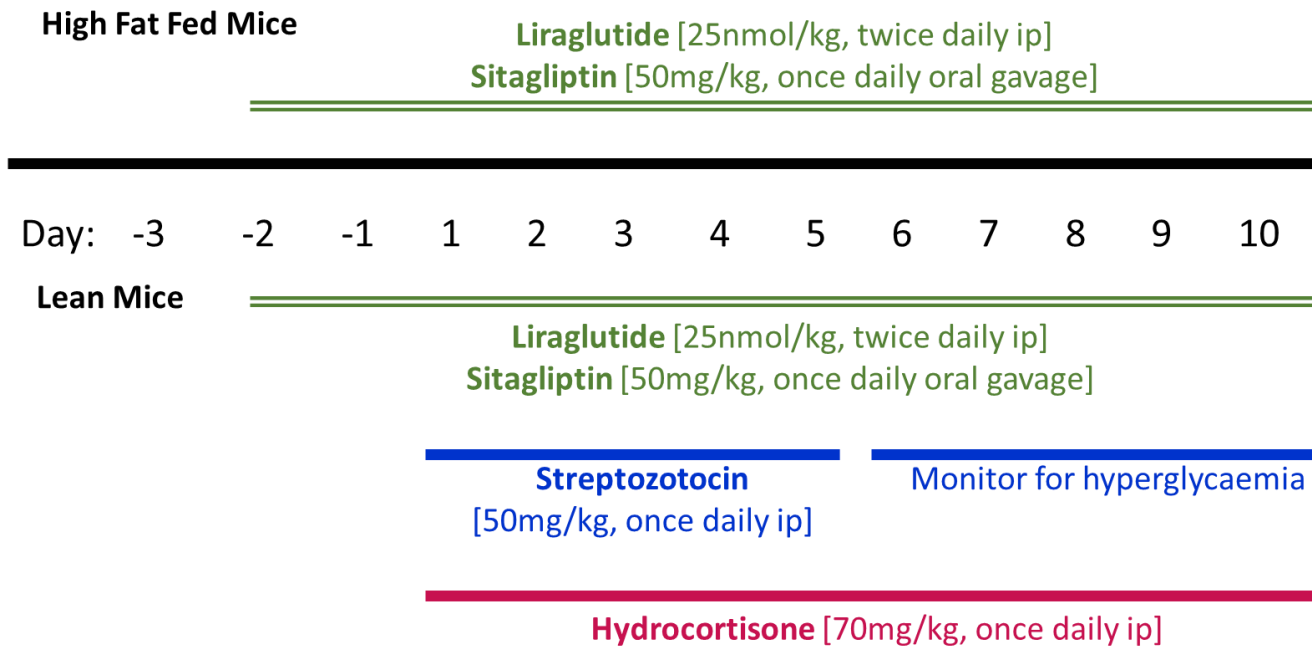 High Fat Fed Mice
Liraglutide [25nmol/kg, twice daily ip]
Sitagliptin [50mg/kg, once daily oral gavage]
Day: -3 -2 -1 1 2 3 4 5 6 7 8 9 10
Lean Mice
Liraglutide [25nmol/kg, twice daily ip]
Sitagliptin [50mg/kg, once daily oral gavage]
Streptozotocin
[50mg/kg, once daily ip]
Monitor for hyperglycaemia
Hydrocortisone [70mg/kg, once daily ip]